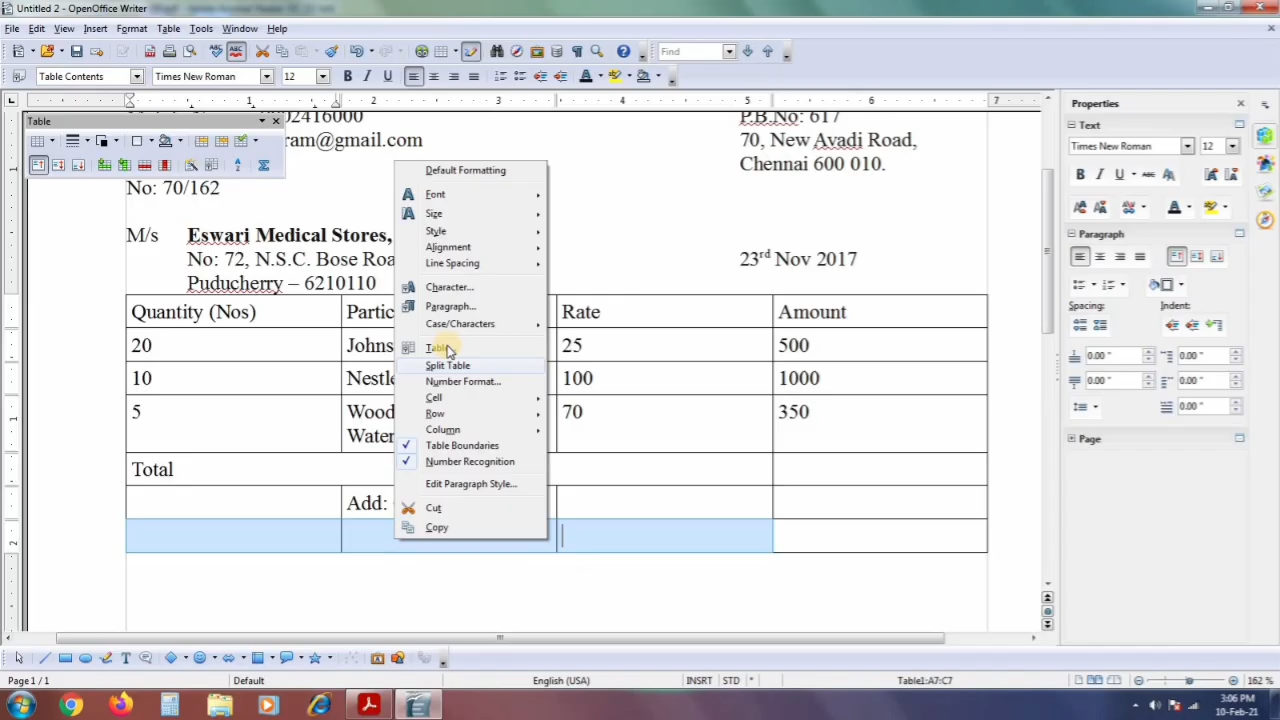 Untitled 2 - OpenOffice Writer
File Edit View Insert Format Table Tools Window Help
Find
Table Contents Times New Roman 12
1 2 3 4 5 6 7
Table
Properties
Text
Times New Roman 12
Paragraph
Spacing: Indent:
0.00 " 0.00 "
0.00 " 0.00 "
0.00 "
Page
02416000
ram@gmail.com
No: 70/162
P.B.No: 617
70, New Avadi Road,
Chennai 600 010.
M/s Eswari Medical Stores,
No: 72, N.S.C. Bose Roa
Puducherry – 6210110
23rd Nov 2017
Quantity (Nos) Partic Rate Amount
20 Johns 25 500
10 Nestle 100 1000
5 Wood 70 350
Water
Total
Add:
Default Formatting
Font
Size
Style
Alignment
Line Spacing
Character...
Paragraph...
Case/Characters
Split Table
Number Format...
Cell
Row
Column
Table Boundaries
Number Recognition
Edit Paragraph Style...
Cut
Copy
Page 1 / 1 Default English (USA) INSRT STD * Table1:A7:C7 162 %
3:06 PM
10-Feb-21